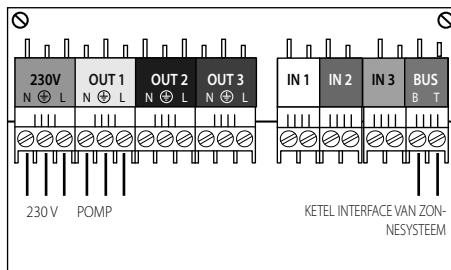 230V OUT 1 OUT 2 OUT 3 IN 1 IN 2 IN 3 BUS
N L N L N L N L B T
230 V POMP KETEL INTERFACE VAN ZON-
NESYSTEEM